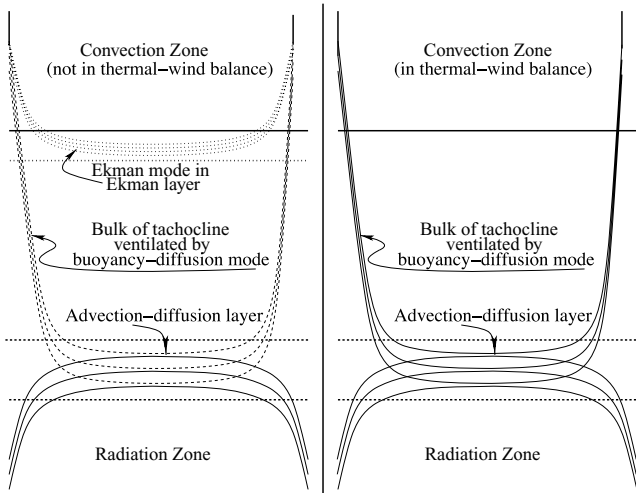 Convection Zone
(not in thermal−wind balance)
Ekman mode in
Ekman layer
Bulk of tachocline
ventilated by
buoyancy−diffusion mode
Advection−diffusion layer
Radiation Zone
Convection Zone
(in thermal−wind balance)
Bulk of tachocline
ventilated by
buoyancy−diffusion mode
Advection−diffusion layer
Radiation Zone